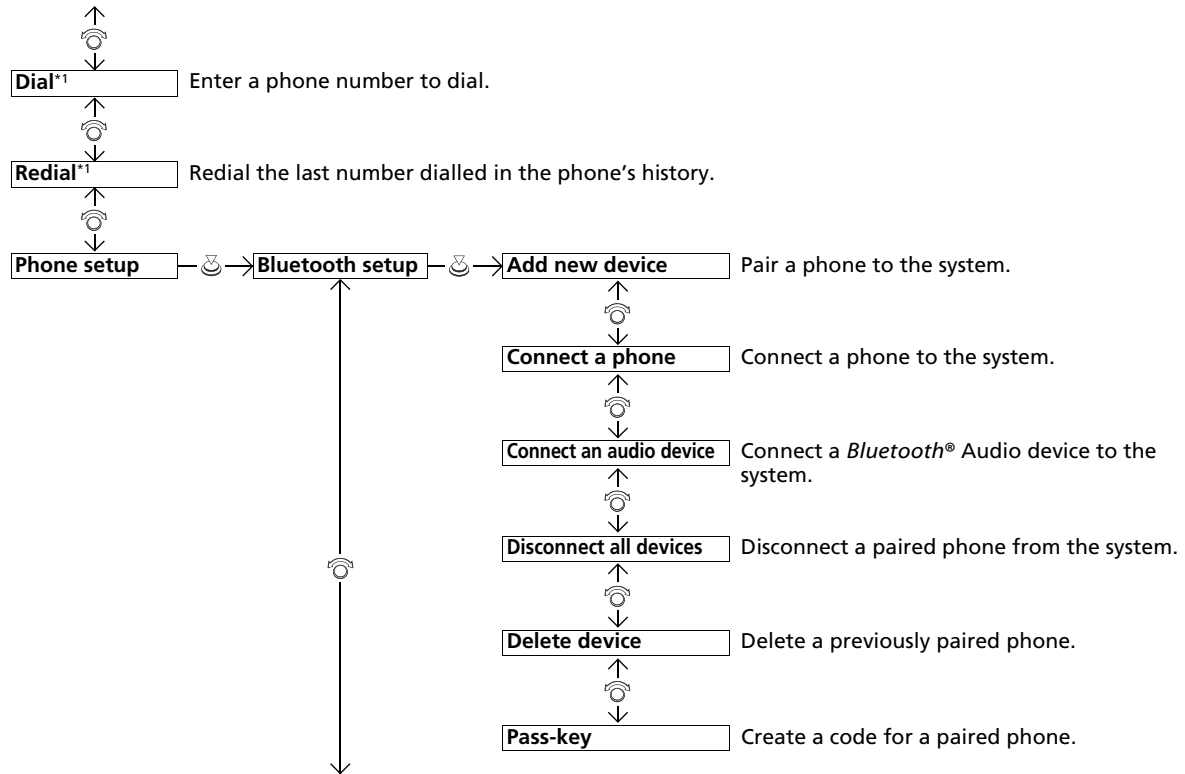 Dial*1 Enter a phone number to dial.
Redial*1 Redial the last number dialled in the phone's history.
Phone setup Bluetooth setup Add new device Pair a phone to the system.
Connect a phone Connect a phone to the system.
Connect an audio device Connect a Bluetooth® Audio device to the
system.
Disconnect all devices Disconnect a paired phone from the system.
Delete device Delete a previously paired phone.
Pass-key Create a code for a paired phone.